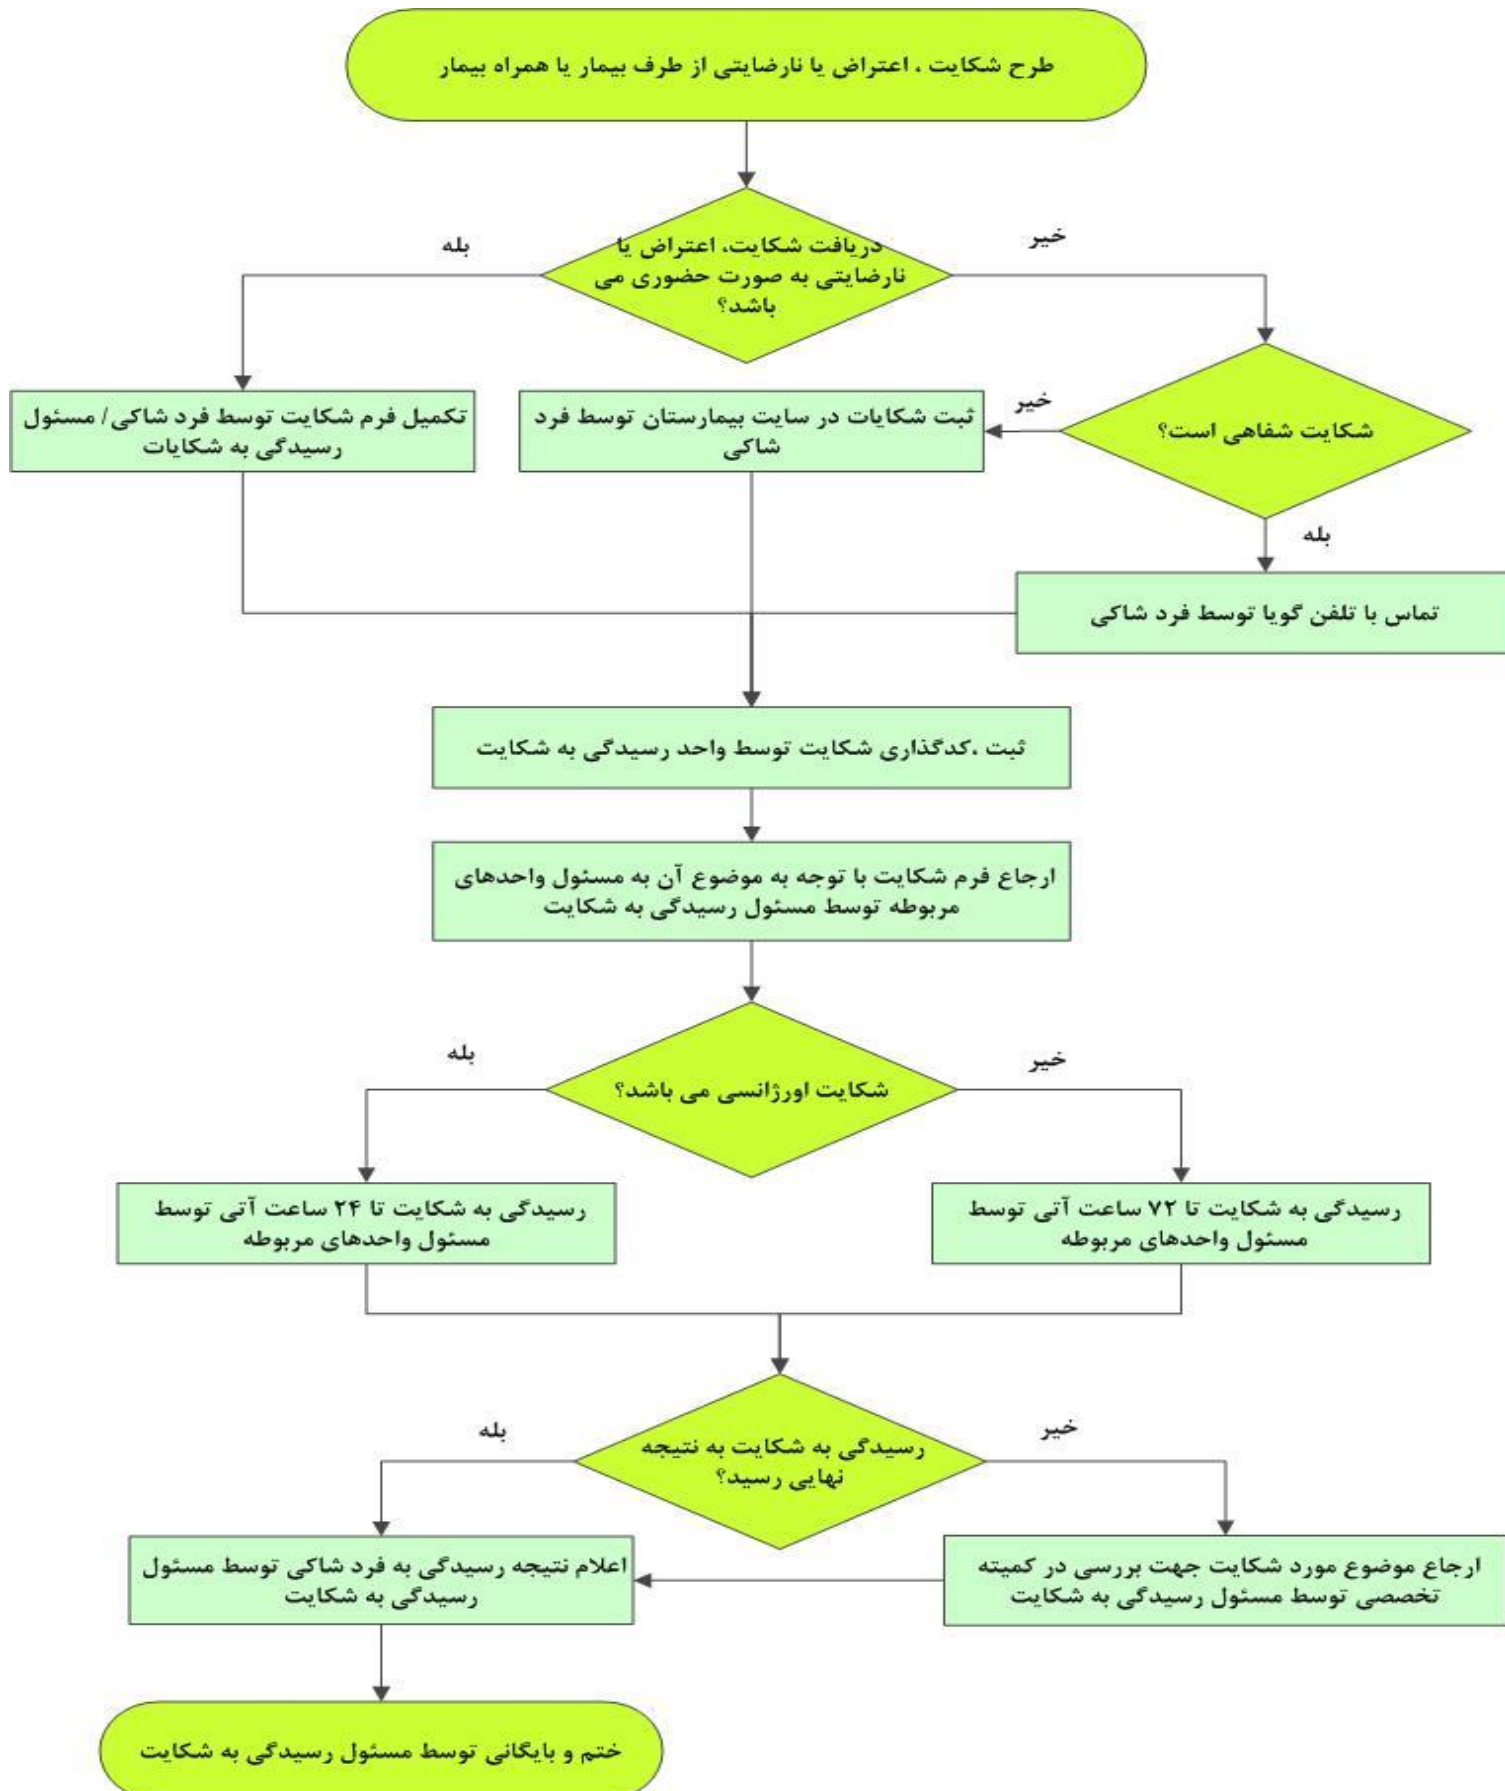 طرح شکایت ، اعتراض یا نارضایتی از طرف بیمار یا همراه بیمار
دریافت شکایت، اعتراض یا
نارضایتی به صورت حضوری می
باشد؟
خیر
بله
شکایت شفاهی است؟
خیر
بله
ثبت شکایات در سایت بیمارستان توسط فرد
شاکی
تکمیل فرم شکایت توسط فرد شاکی/ مسئول
رسیدگی به شکایات
تماس با تلفن گویا توسط فرد شاکی
ثبت ،کدگذاری شکایت توسط واحد رسیدگی به شکایت
ارجاع فرم شکایت با توجه به موضوع آن به مسئول واحدهای
مربوطه توسط مسئول رسیدگی به شکایت
شکایت اورژانسی می باشد؟
خیر
بله
رسیدگی به شکایت تا ۷۲ ساعت آتی توسط
مسئول واحدهای مربوطه
رسیدگی به شکایت تا ۲۴ ساعت آتی توسط
مسئول واحدهای مربوطه
رسیدگی به شکایت به نتیجه
نهایی رسید؟
خیر
بله
ارجاع موضوع مورد شکایت جهت بررسی در کمیته
تخصصی توسط مسئول رسیدگی به شکایت
اعلام نتیجه رسیدگی به فرد شاکی توسط مسئول
رسیدگی به شکایت
ختم و بایگانی توسط مسئول رسیدگی به شکایت